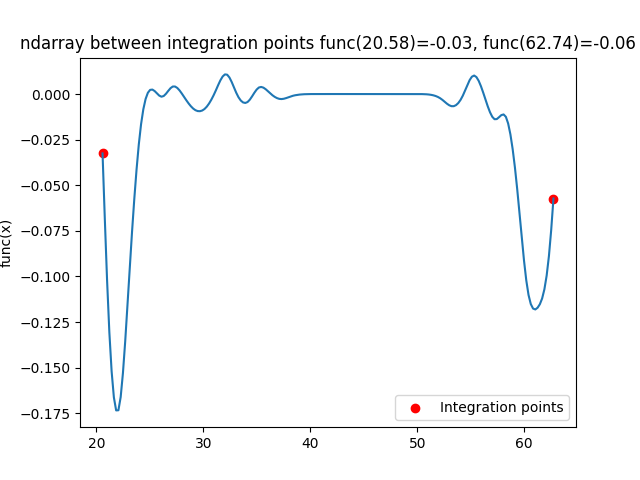 ndarray between integration points func(20.58)=-0.03, func(62.74)=-0.06
0.000
−0.025
−0.050
−0.075
−0.100
−0.125
−0.150
−0.175
func(x)
Integration points
20 30 40 50 60